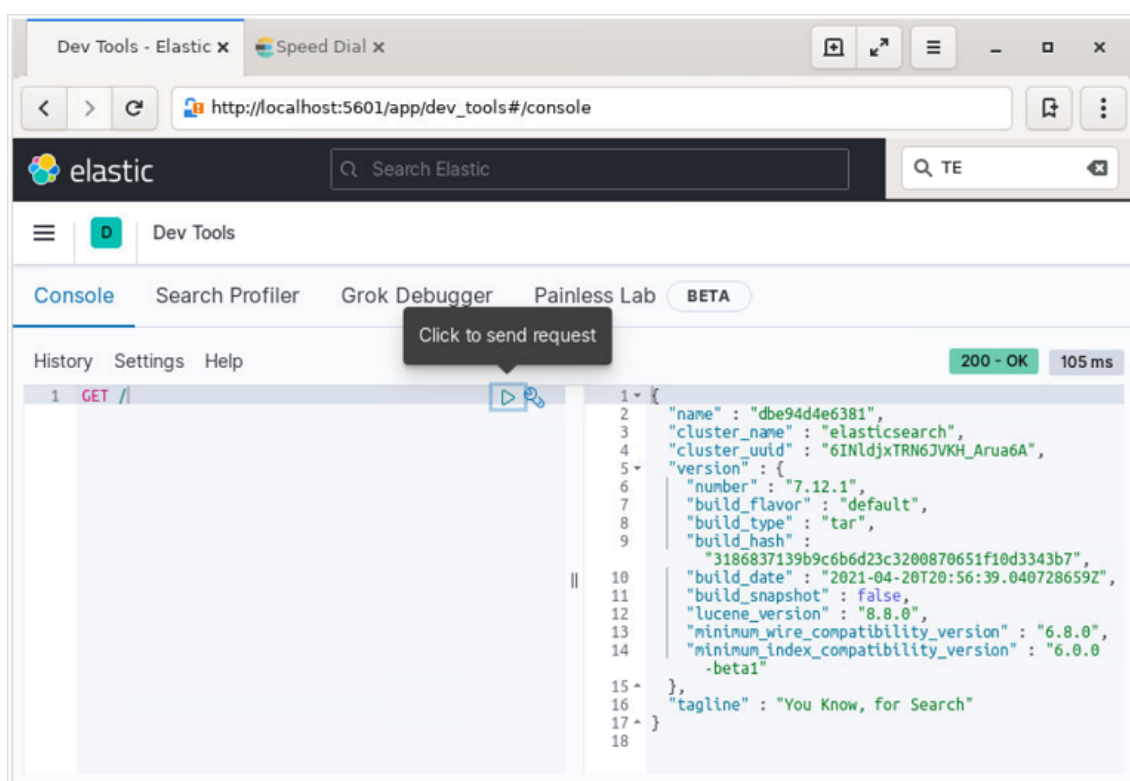 Dev Tools - Elastic
Speed Dial
http://localhost:5601/app/dev_tools#/console
elastic
Search Elastic
TE
D
Dev Tools
Console Search Profiler Grok Debugger Painless Lab BETA
Click to send request
History Settings Help
200 - OK 105 ms
1 GET /
1 {
2 "name" : "dbe94d4e6381",
3 "cluster_name" : "elasticsearch",
4 "cluster_uuid" : "6INldjxTRN6JVKH_Arua6A",
5 "version" : {
6 "number" : "7.12.1",
7 "build_flavor" : "default",
8 "build_type" : "tar",
9 "build_hash" :
"3186837139b9c6b6d23c3200870651f10d3343b7",
10 "build_date" : "2021-04-20T20:56:39.040728659Z",
11 "build_snapshot" : false,
12 "lucene_version" : "8.8.0",
13 "minimum_wire_compatibility_version" : "6.8.0",
14 "minimum_index_compatibility_version" : "6.0.0
-beta1"
15 },
16 "tagline" : "You Know, for Search"
17 }
18